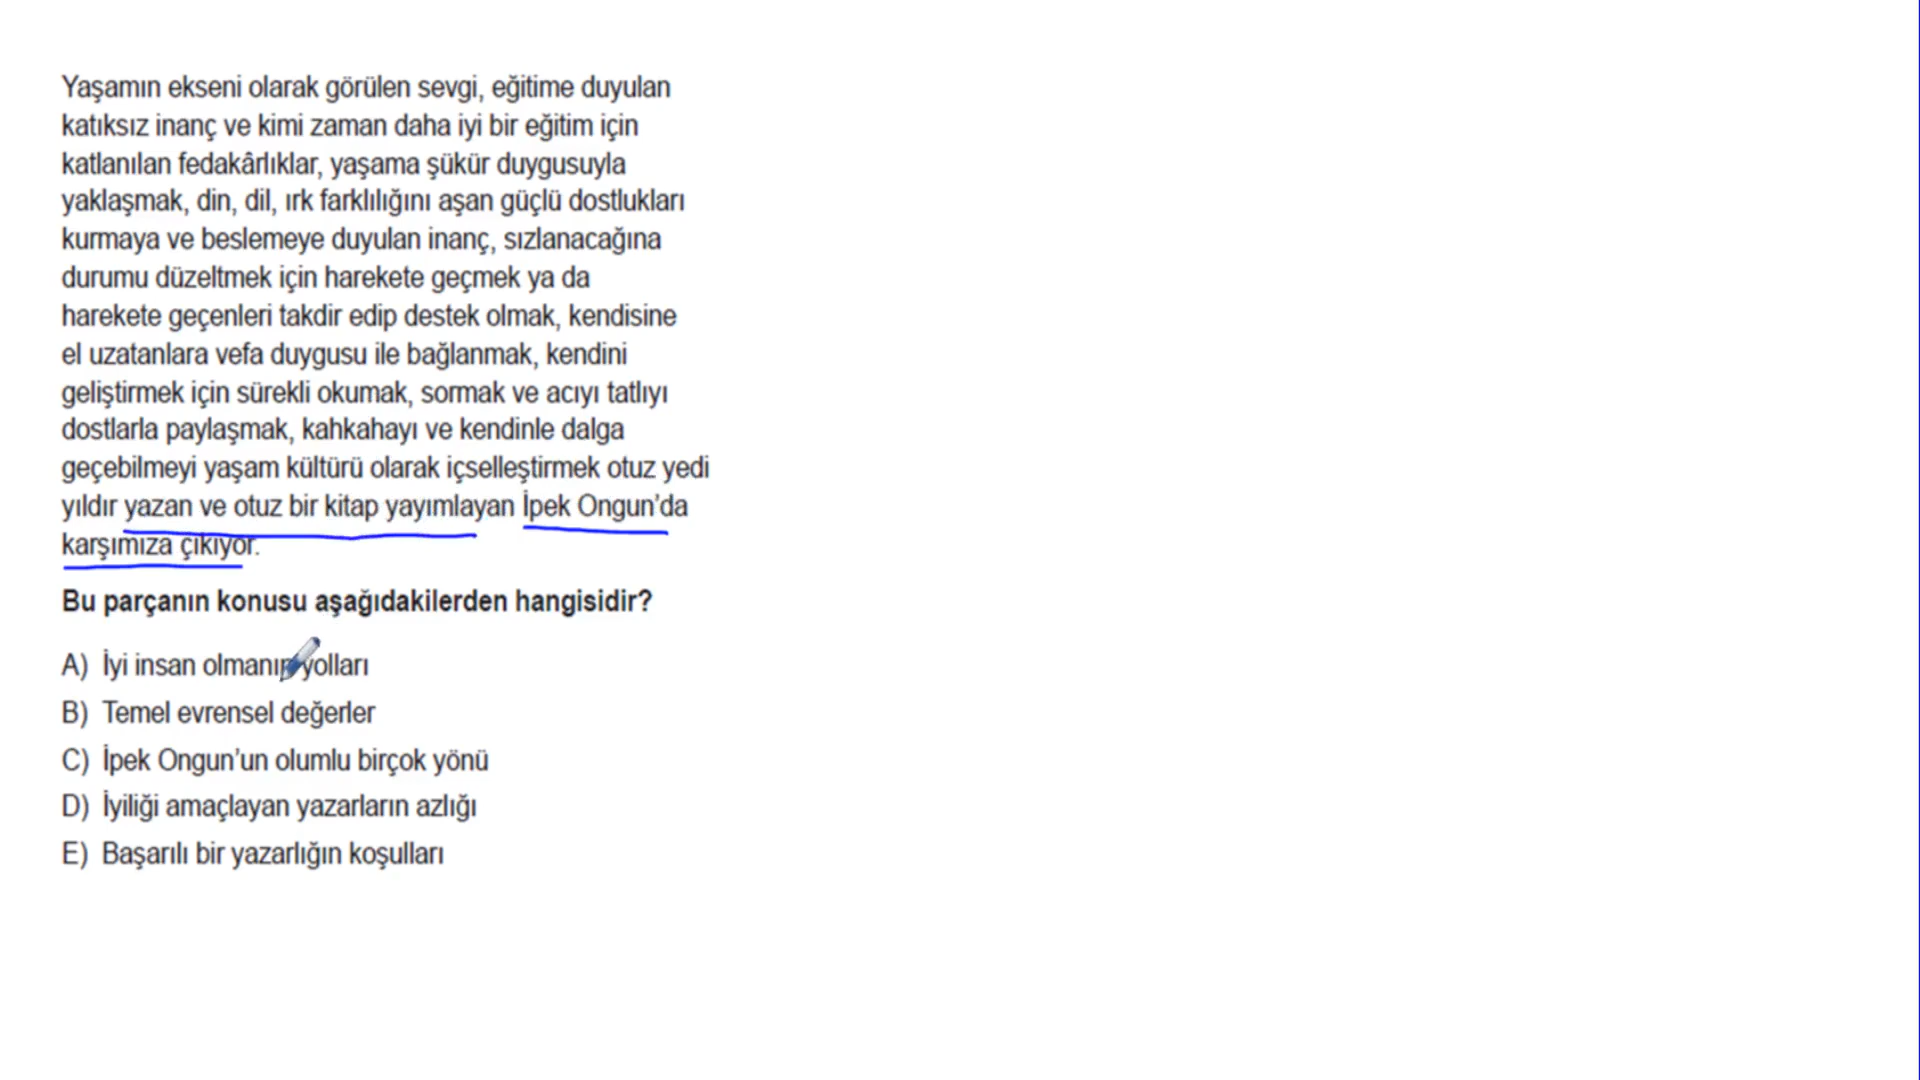 Yaşamın ekseni olarak görülen sevgi, eğitime duyulan
katıksız inanç ve kimi zaman daha iyi bir eğitim için
katlanılan fedakârlıklar, yaşama şükür duygusuyla
yaklaşmak, din, dil, ırk farklılığını aşan güçlü dostlukları
kurmaya ve beslemeye duyulan inanç, sızlanacağına
durumu düzeltmek için harekete geçmek ya da
harekete geçenleri takdir edip destek olmak, kendisine
el uzatanlara vefa duygusu ile bağlanmak, kendini
geliştirmek için sürekli okumak, sormak ve acıyı tatlıyı
dostlarla paylaşmak, kahkahayı ve kendinle dalga
geçebilmeyi yaşam kültürü olarak içselleştirmek otuz yedi
yıldır yazan ve otuz bir kitap yayımlayan İpek Ongun’da
karşımıza çıkıyor.
Bu parçanın konusu aşağıdakilerden hangisidir?
A) İyi insan olmanın yolları
B) Temel evrensel değerler
C) İpek Ongun’un olumlu birçok yönü
D) İyiliği amaçlayan yazarların azlığı
E) Başarılı bir yazarlığın koşulları